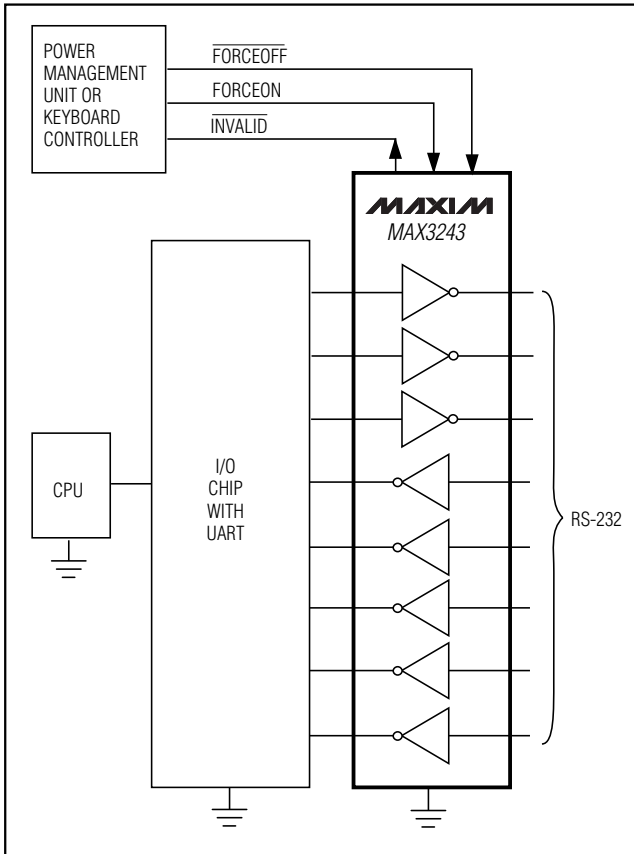 POWER
MANAGEMENT
UNIT OR
KEYBOARD
CONTROLLER
FORCEOFF
FORCEON
INVALID
MAXIM
MAX3243
CPU
I/O
CHIP
WITH
UART
RS-232